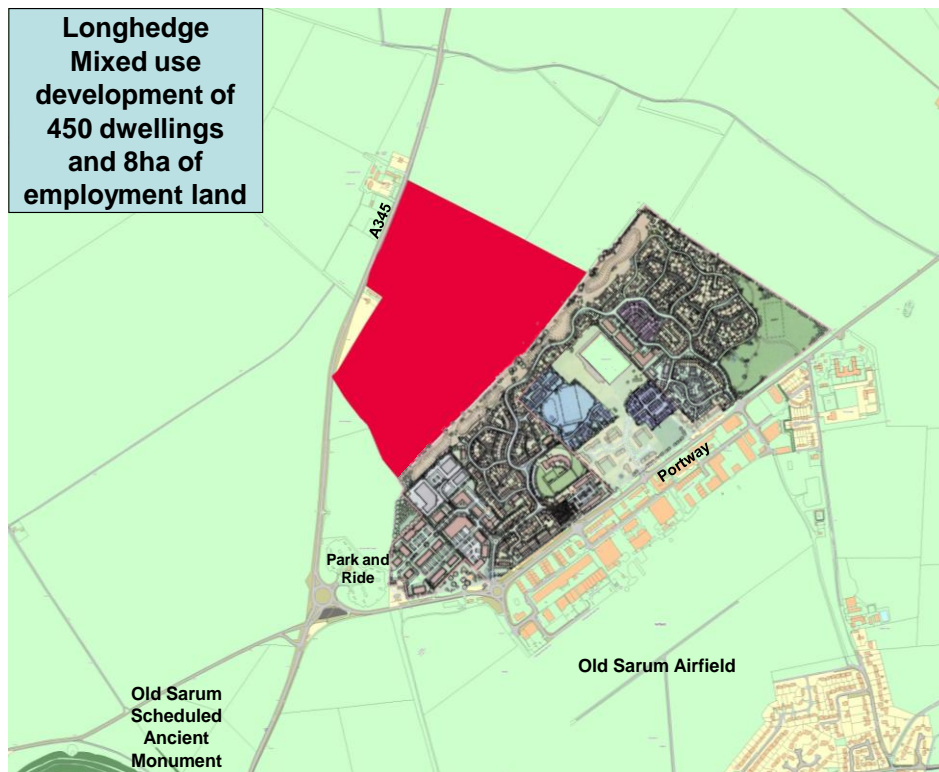 Longhedge
Mixed use
development of
450 dwellings
and 8ha of
employment land
A345
Portway
Park and
Ride
Old Sarum Airfield
Old Sarum
Scheduled
Ancient
Monument